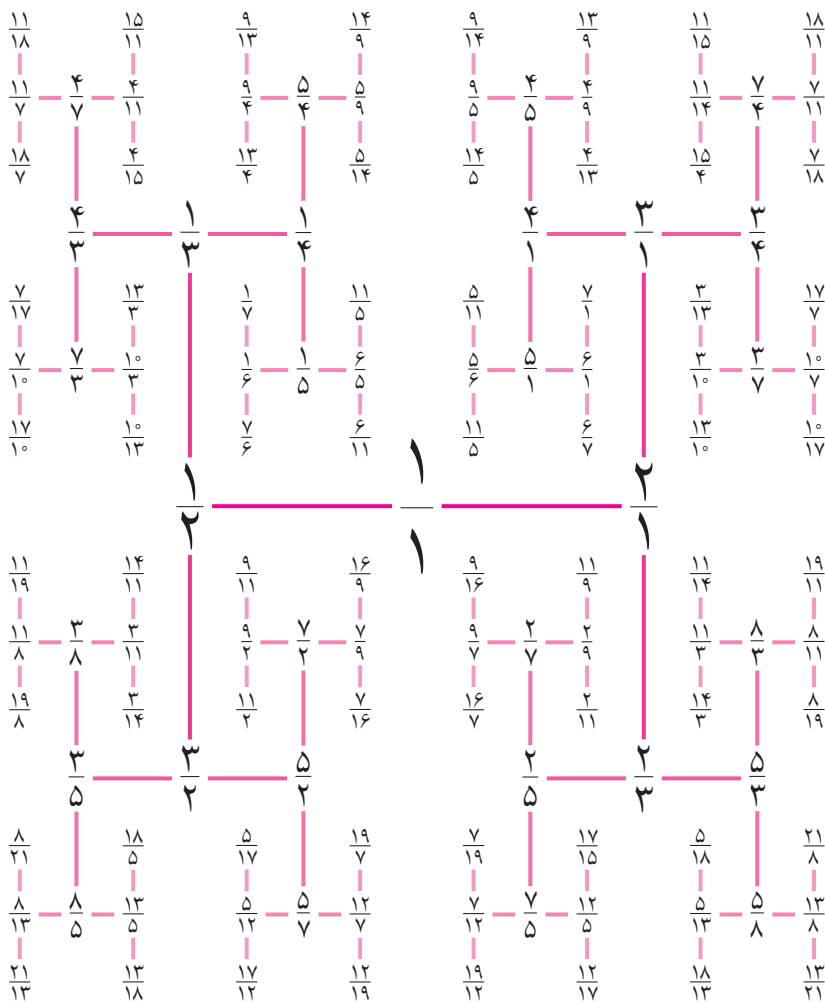 ۱۱/۱۸ ۱۵/۱۱ ۹/۱۳ ۱۴/۹ ۹/۱۴ ۱۳/۹ ۱۱/۱۵ ۱۸/۱۱
۱۱/۷ ۴/۷ ۴/۱۱ ۹/۴ ۵/۴ ۵/۹ ۹/۵ ۴/۵ ۴/۹ ۱۱/۱۴ ۷/۴ ۷/۱۱
۱۸/۷ ۴/۱۵ ۱۳/۴ ۵/۱۴ ۱۴/۵ ۴/۱۳ ۱۵/۴ ۷/۱۸
۴/۳ ۱/۳ ۱/۴ ۴/۱ ۳/۱ ۳/۴
۷/۱۷ ۱۳/۳ ۱/۷ ۱۱/۵ ۵/۱۱ ۷/۱ ۳/۱۳ ۱۷/۷
۷/۱۰ ۷/۳ ۱۰/۳ ۱/۶ ۱/۵ ۶/۵ ۵/۶ ۵/۱ ۶/۱ ۳/۱۰ ۳/۷ ۱۰/۷
۱۷/۱۰ ۱۰/۱۳ ۷/۶ ۶/۱۱ ۱۱/۵ ۶/۷ ۱۳/۱۰ ۱۰/۱۷
۱/۲ ۱/۱ ۲/۱
۱۱/۱۹ ۱۴/۱۱ ۹/۱۱ ۱۶/۹ ۹/۱۶ ۱۱/۹ ۱۱/۱۴ ۱۹/۱۱
۱۱/۸ ۳/۸ ۳/۱۱ ۹/۲ ۷/۲ ۷/۹ ۹/۷ ۲/۷ ۲/۹ ۱۱/۳ ۸/۳ ۸/۱۱
۱۹/۸ ۳/۱۴ ۱۱/۲ ۷/۱۶ ۱۶/۷ ۲/۱۱ ۱۴/۳ ۸/۱۹
۳/۵ ۳/۲ ۵/۲ ۲/۵ ۲/۳ ۵/۳
۸/۲۱ ۱۸/۵ ۵/۱۷ ۱۹/۷ ۷/۱۹ ۱۷/۱۵ ۵/۱۸ ۲۱/۸
۸/۱۳ ۸/۵ ۱۳/۵ ۵/۱۲ ۵/۷ ۱۲/۷ ۷/۱۲ ۷/۵ ۱۲/۵ ۵/۱۳ ۵/۸ ۱۳/۸
۲۱/۱۳ ۱۳/۱۸ ۱۷/۱۲ ۱۲/۱۹ ۱۹/۱۲ ۱۲/۱۷ ۱۸/۱۳ ۱۳/۲۱